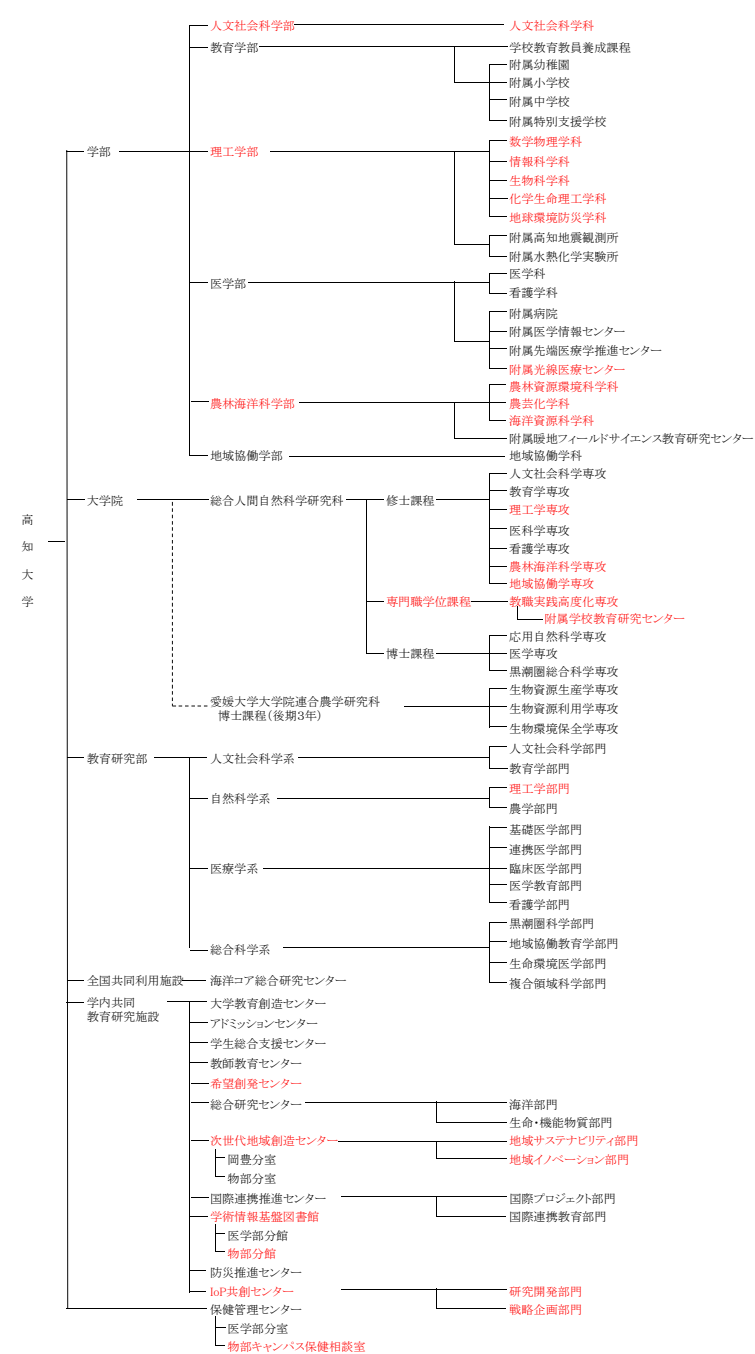 高知大学
学部
人文社会科学部
人文社会科学科
教育学部
学校教育教員養成課程
附属幼稚園
附属小学校
附属中学校
附属特別支援学校
理工学部
数学物理学科
情報科学科
生物科学科
化学生命理工学科
地球環境防災学科
附属高知地震観測所
附属水熱化学実験所
医学部
医学科
看護学科
附属病院
附属医学情報センター
附属先端医療学推進センター
附属光線医療センター
農林海洋科学部
農林資源環境科学科
農芸化学科
海洋資源科学科
附属暖地フィールドサイエンス教育研究センター
地域協働学部
地域協働学科
大学院
総合人間自然科学研究科
修士課程
人文社会科学専攻
教育学専攻
理工学専攻
医科学専攻
看護学専攻
農林海洋科学専攻
地域協働学専攻
専門職学位課程
教職実践高度化専攻
附属学校教育研究センター
博士課程
応用自然科学専攻
医学専攻
黒潮圏総合科学専攻
愛媛大学大学院連合農学研究科
博士課程(後期3年)
生物資源生産学専攻
生物資源利用学専攻
生物環境保全学専攻
教育研究部
人文社会科学系
人文社会科学部門
教育学部門
自然科学系
理工学部門
農学部門
医療学系
基礎医学部門
連携医学部門
臨床医学部門
医学教育部門
看護学部門
総合科学系
黒潮圏科学部門
地域協働教育学部門
生命環境医学部門
複合領域科学部門
全国共同利用施設
海洋コア総合研究センター
学内共同
教育研究施設
大学教育創造センター
アドミッションセンター
学生総合支援センター
教師教育センター
希望創発センター
総合研究センター
海洋部門
生命・機能物質部門
次世代地域創造センター
地域サステナビリティ部門
地域イノベーション部門
岡豊分室
物部分室
国際連携推進センター
国際プロジェクト部門
国際連携教育部門
学術情報基盤図書館
医学部分館
物部分館
防災推進センター
IoP共創センター
研究開発部門
戦略企画部門
保健管理センター
医学部分室
物部キャンパス保健相談室